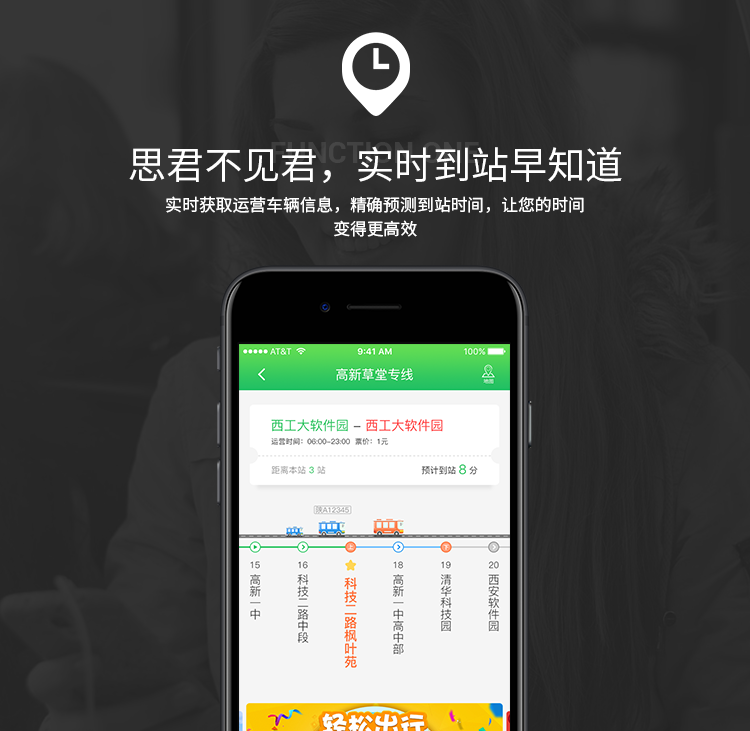 FUNCTION ONE
思君不见君，实时到站早知道
实时获取运营车辆信息，精确预测到站时间，让您的时间
变得更高效
AT&T 9:41 AM 100%
高新草堂专线
地图
西工大软件园 – 西工大软件园
运营时间：06:00~23:00 票价：1元
距离本站 3 站 预计到站 8 分
陕A12345
15 16 18 19 20
高新一中
科技二路中段
科技二路枫叶苑
高新一中高中部
清华科技园
西安软件园
轻松出行